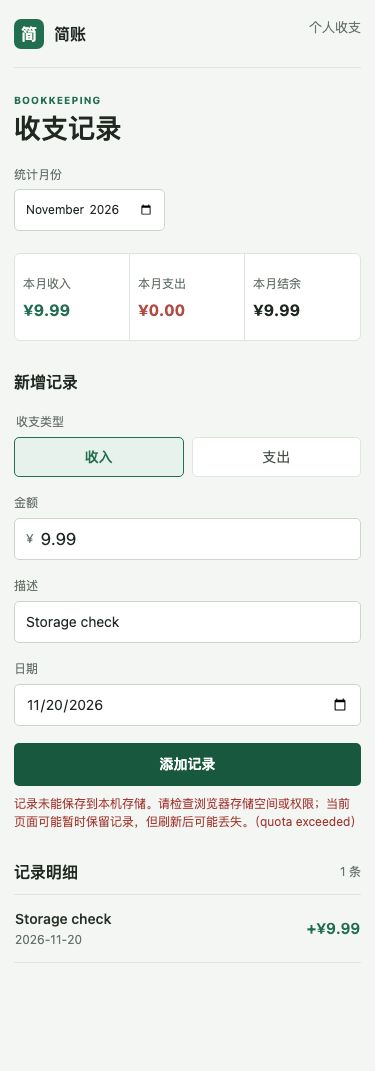 简 简账
个人收支
BOOKKEEPING
收支记录
统计月份
November 2026
本月收入 本月支出 本月结余
¥9.99 ¥0.00 ¥9.99
新增记录
收支类型
收入 支出
金额
¥ 9.99
描述
Storage check
日期
11/20/2026
添加记录
记录未能保存到本机存储。请检查浏览器存储空间或权限；当前
页面可能暂时保留记录，但刷新后可能丢失。(quota exceeded)
记录明细 1 条
Storage check
2026-11-20
+¥9.99